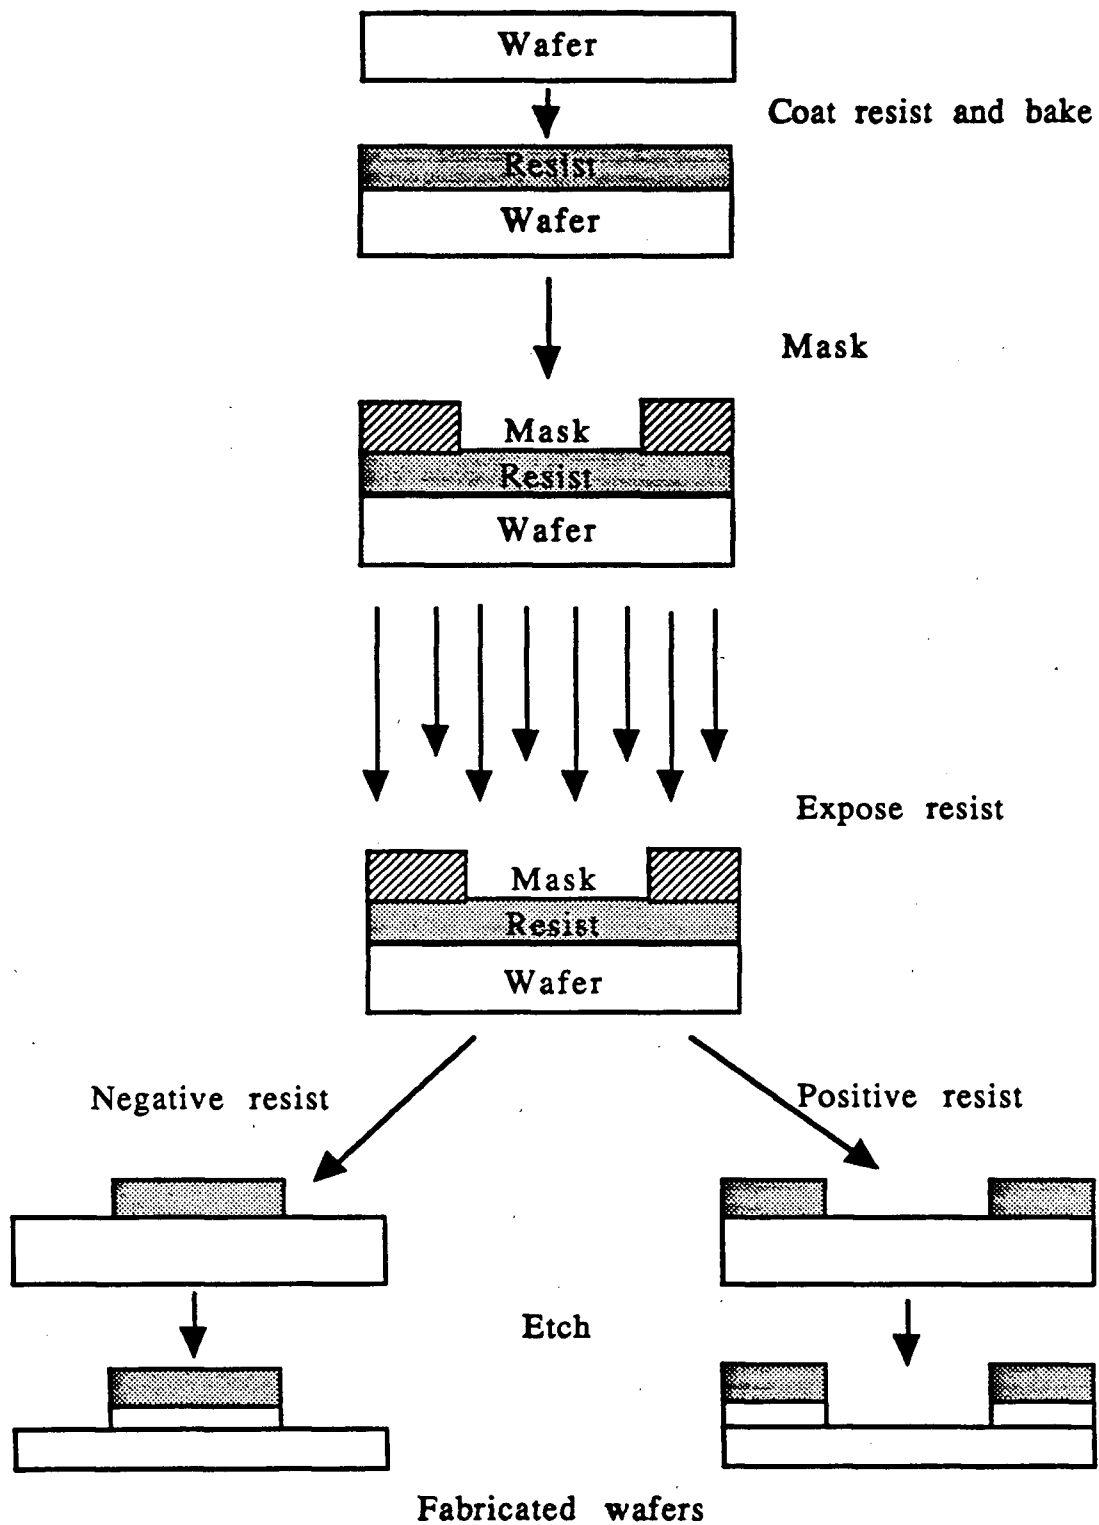 Wafer
Coat resist and bake
Resist
Wafer
Mask
Mask
Resist
Wafer
Expose resist
Mask
Resist
Wafer
Negative resist
Positive resist
Etch
Fabricated wafers